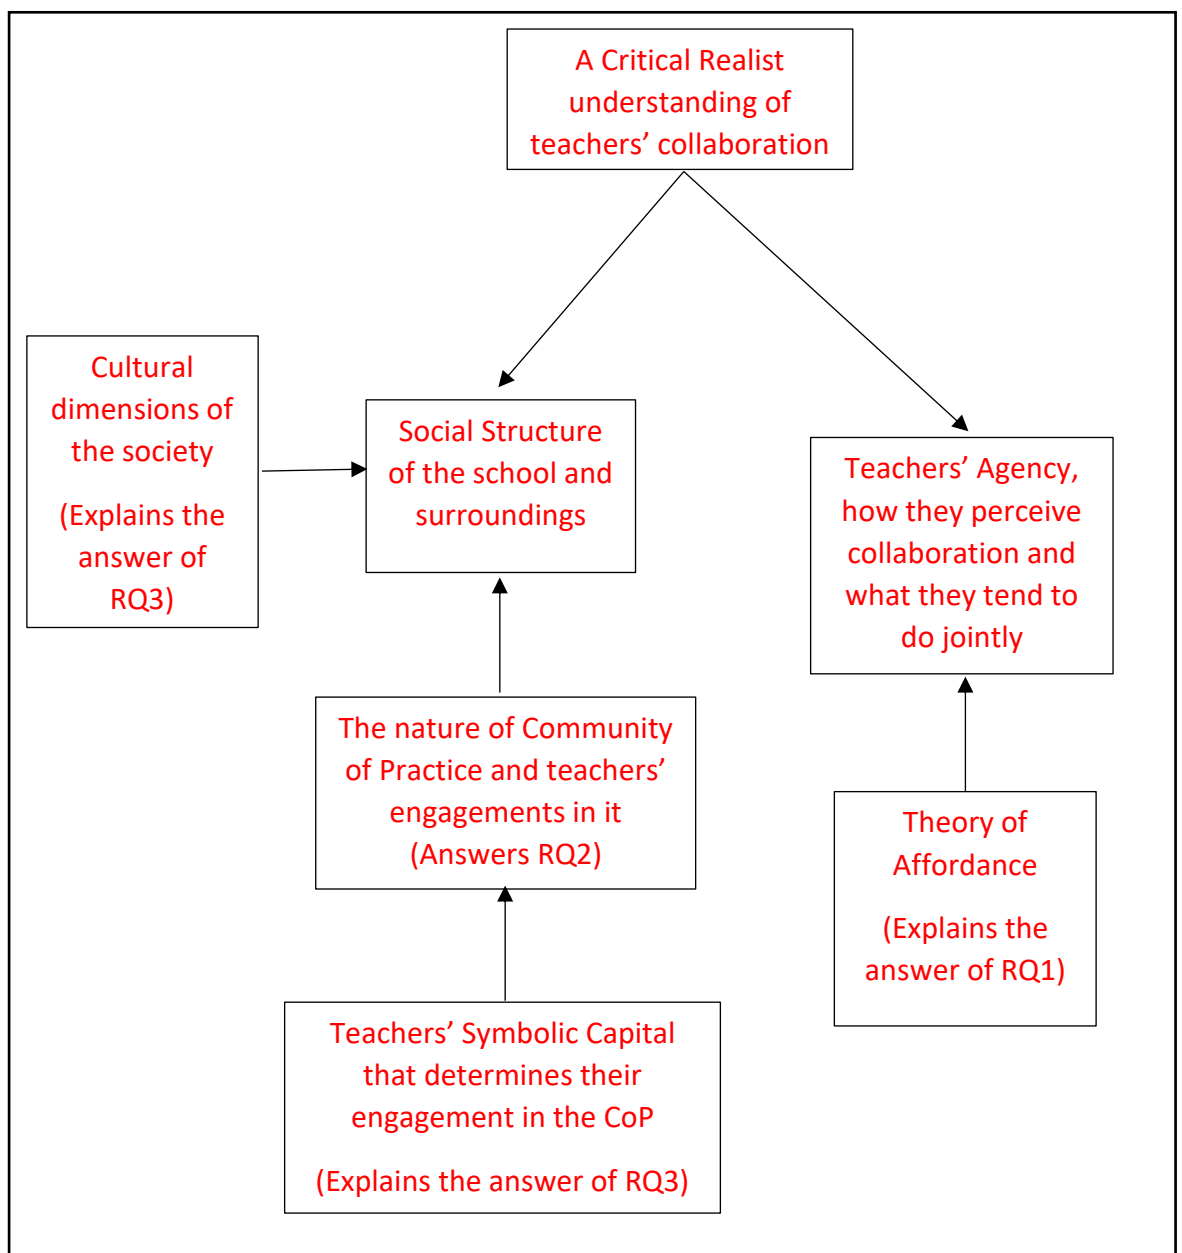 A Critical Realist
understanding of
teachers’ collaboration
Cultural
dimensions of
the society
(Explains the
answer of
RQ3)
Social Structure
of the school and
surroundings
Teachers’ Agency,
how they perceive
collaboration and
what they tend to
do jointly
The nature of Community
of Practice and teachers’
engagements in it
(Answers RQ2)
Theory of
Affordance
(Explains the
answer of RQ1)
Teachers’ Symbolic Capital
that determines their
engagement in the CoP
(Explains the answer of RQ3)